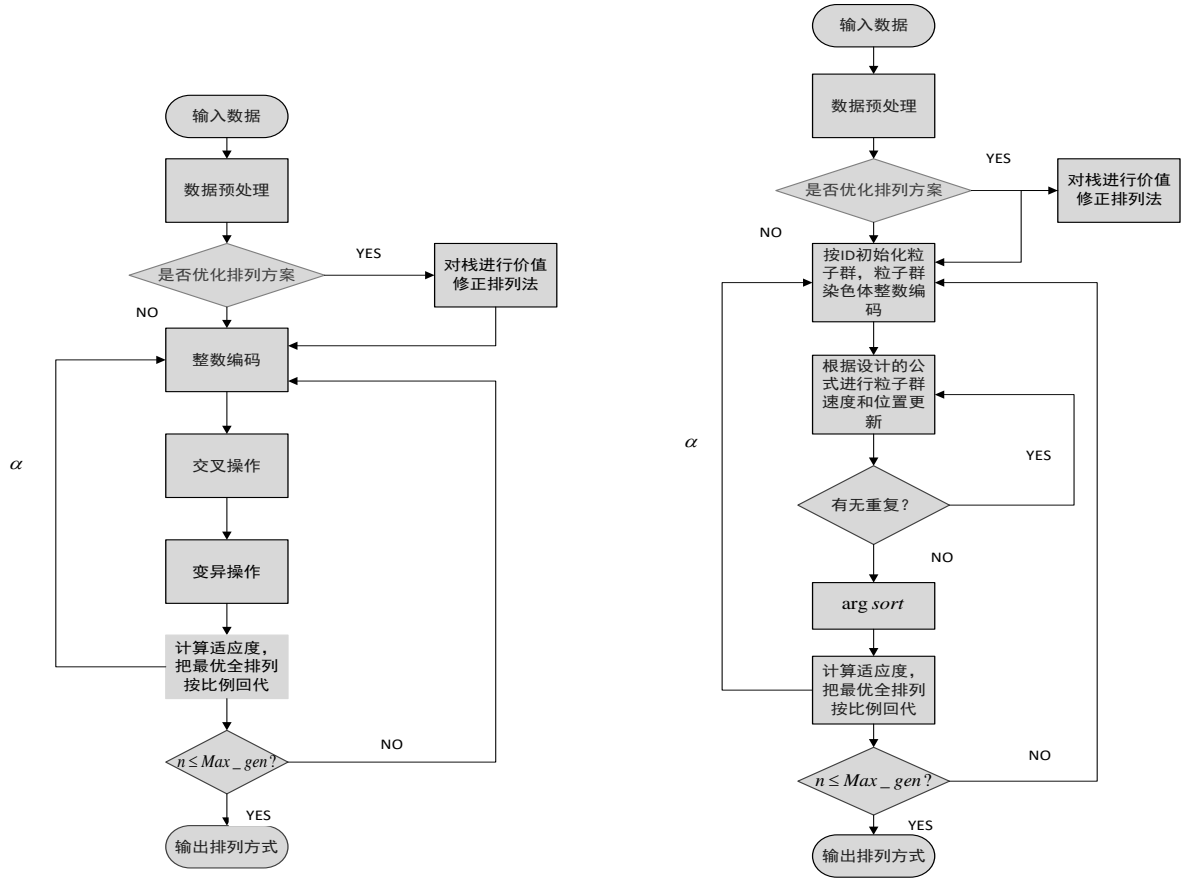 输入数据
数据预处理
是否优化排列方案
YES
对栈进行价值
修正排列法
NO
整数编码
α
交叉操作
变异操作
计算适应度，
把最优全排列
按比例回代
n ≤ Max_gen?
NO
YES
输出排列方式
输入数据
数据预处理
是否优化排列方案
YES
对栈进行价值
修正排列法
NO
按ID初始化粒
子群，粒子群
染色体整数编
码
根据设计的公
式进行粒子群
速度和位置更
新
α
YES
有无重复？
NO
arg sort
计算适应度，
把最优全排列
按比例回代
n ≤ Max_gen?
NO
YES
输出排列方式